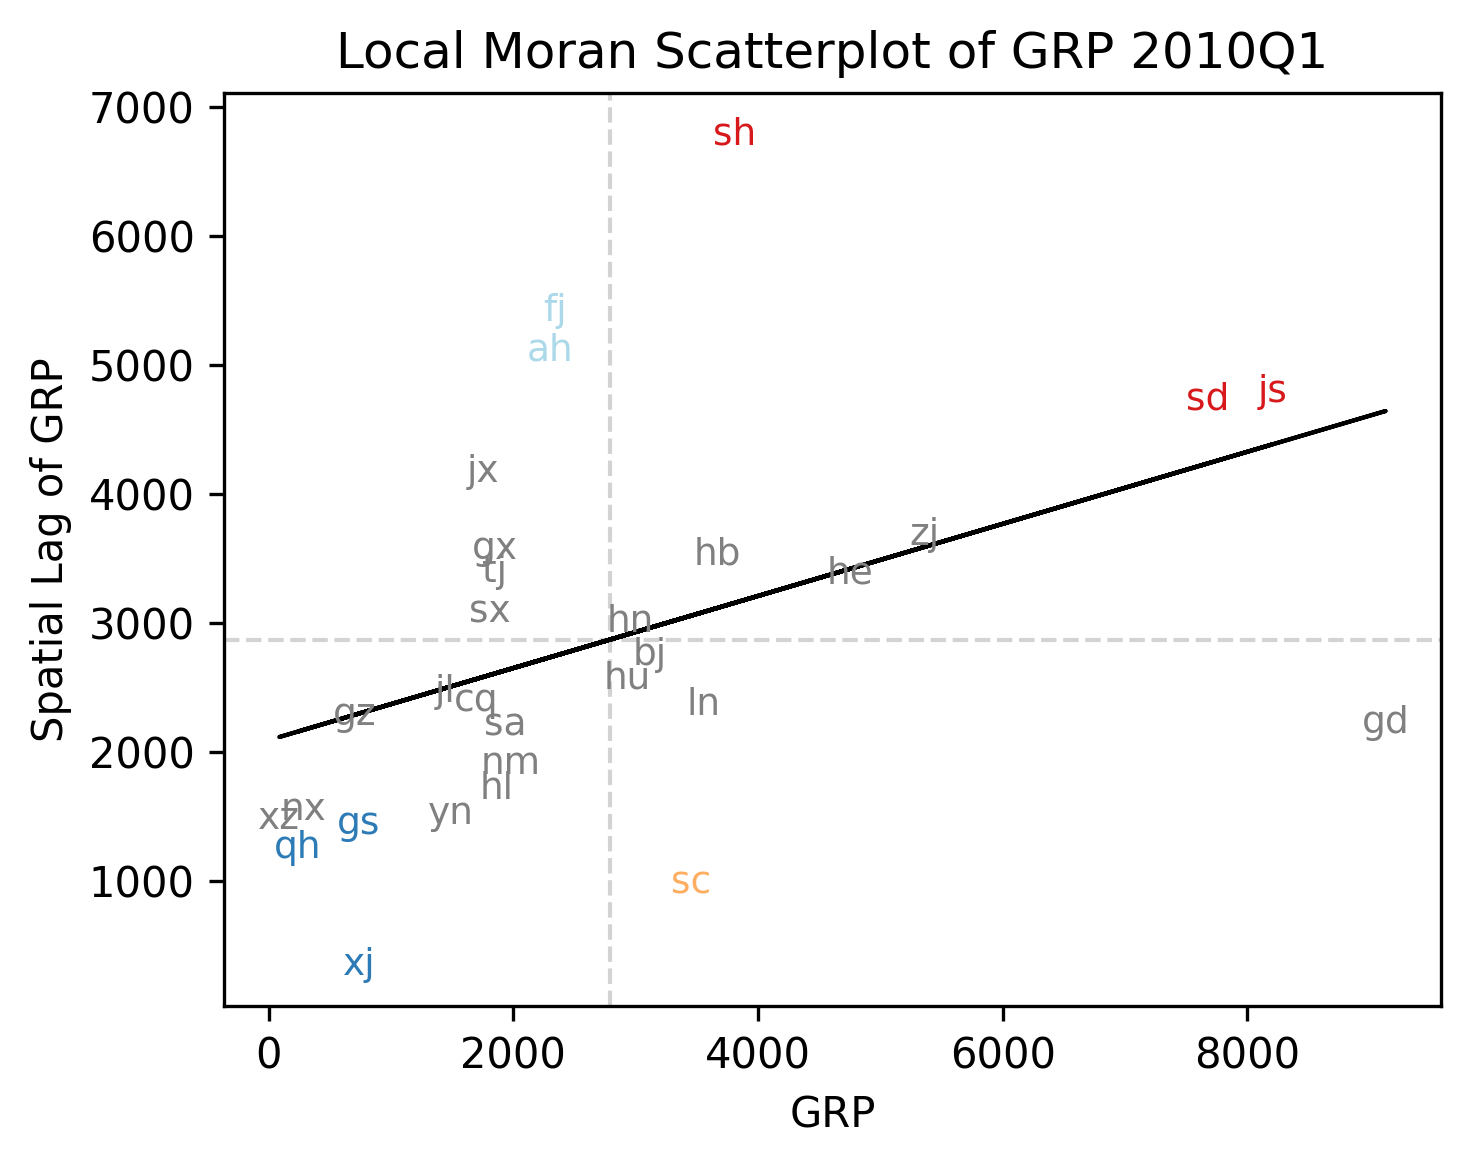 Local Moran Scatterplot of GRP 2010Q1
7000
6000
5000
4000
3000
2000
1000
Spatial Lag of GRP
sh
fj
ah
sd
js
jx
gx
tj
sx
hb
zj
he
hn
bj
hu
ln
jl
cq
gz
sa
gd
nm
hl
xz
nx
gs
yn
qh
sc
xj
0
2000
4000
6000
8000
GRP